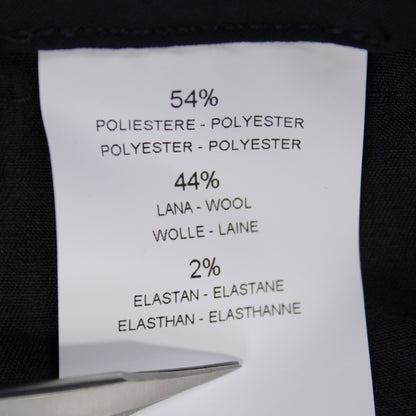 54%
POLIESTERE - POLYESTER
POLYESTER - POLYESTER
44%
LANA - WOOL
WOLLE - LAINE
2%
ELASTAN - ELASTANE
ELASTHAN - ELASTHANNE